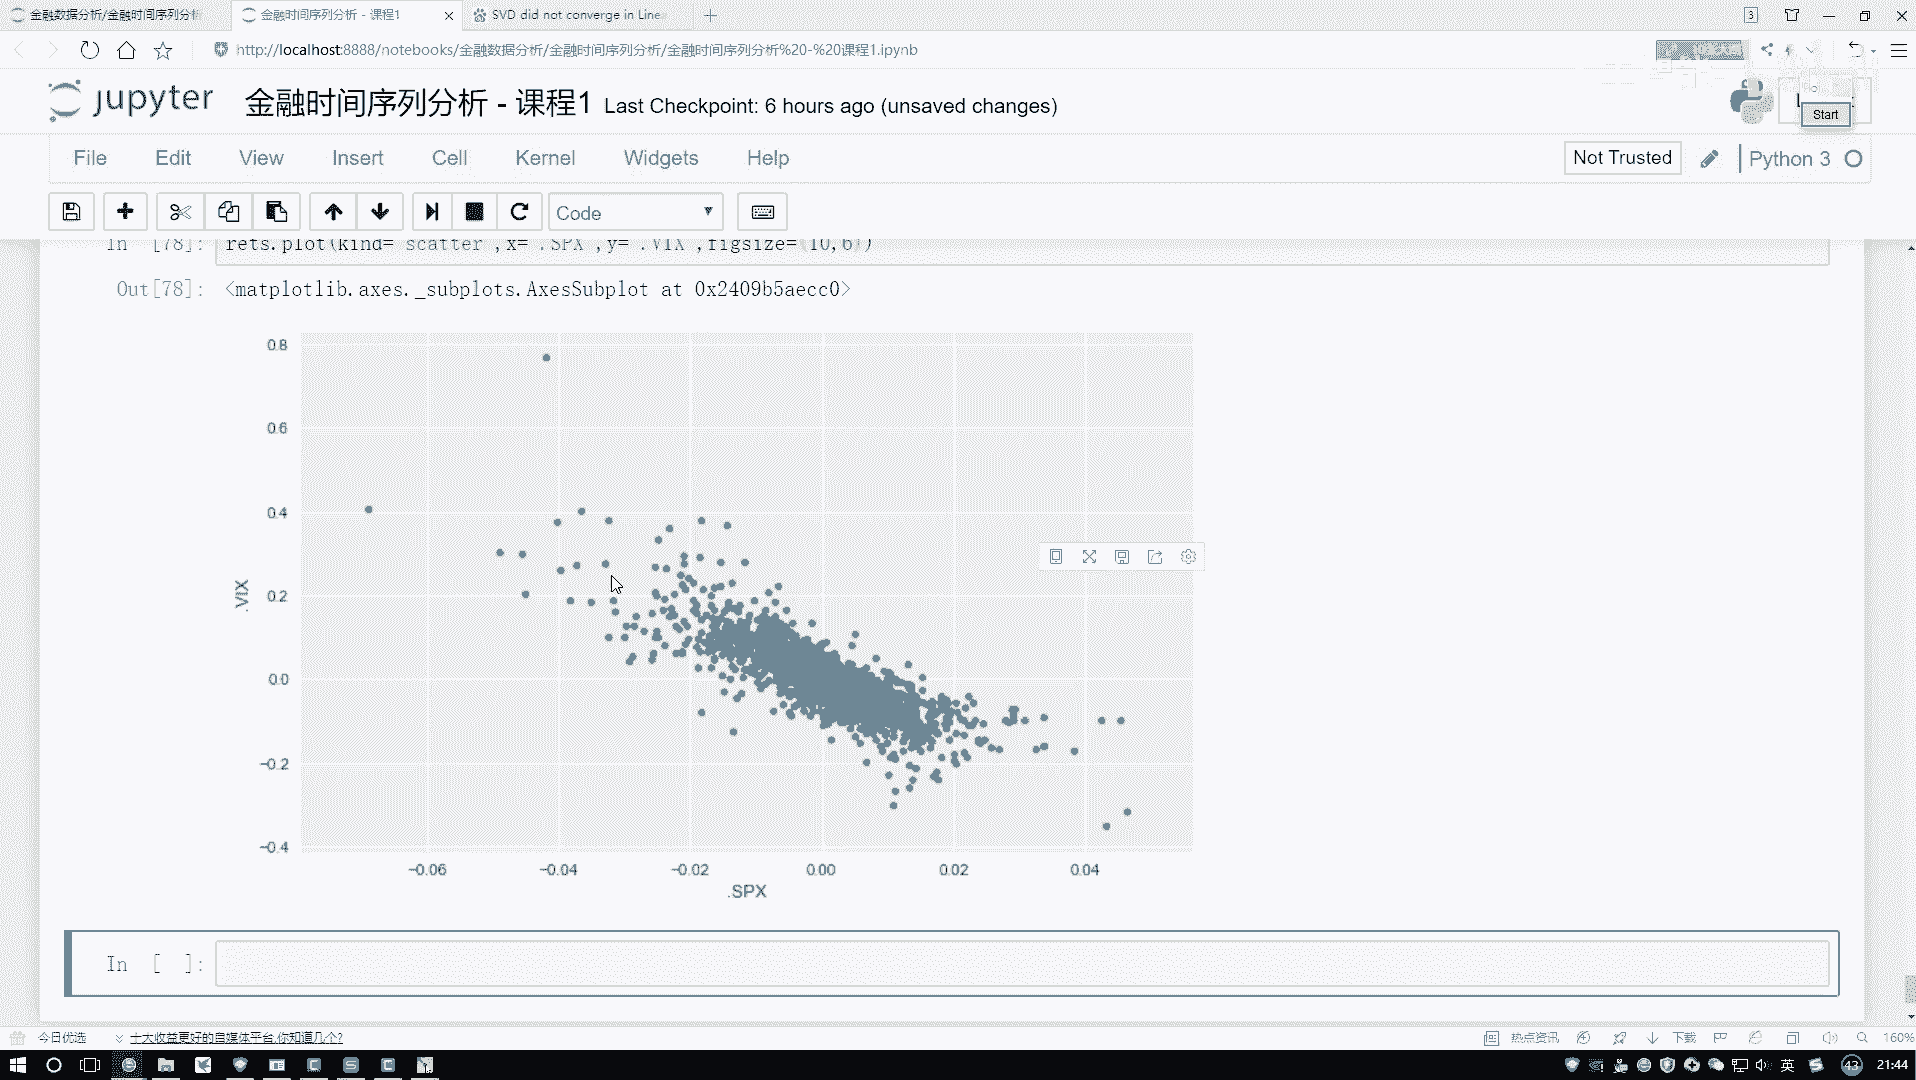 金融数据分析/金融时间序列分析
金融时间序列分析 - 课程1
SVD did not converge in Line
3
http://localhost:8888/notebooks/金融数据分析/金融时间序列分析/金融时间序列分析%20-%20课程1.ipynb
jupyter 金融时间序列分析 - 课程1 Last Checkpoint: 6 hours ago (unsaved changes)
Start
File Edit View Insert Cell Kernel Widgets Help
Not Trusted
Python 3
Code
In [78]: rets.plot(kind='scatter',x='.SPX',y='.VIX',figsize=(10,6))
Out[78]: <matplotlib.axes._subplots.AxesSubplot at 0x2409b5aecc0>
0.8
0.6
0.4
0.2
0.0
−0.2
−0.4
.VIX
−0.06 −0.04 −0.02 0.00 0.02 0.04
.SPX
In [ ]:
今日优选
十大收益更好的自媒体平台,你知道几个?
热点资讯
下载
160%
英
43
21:44